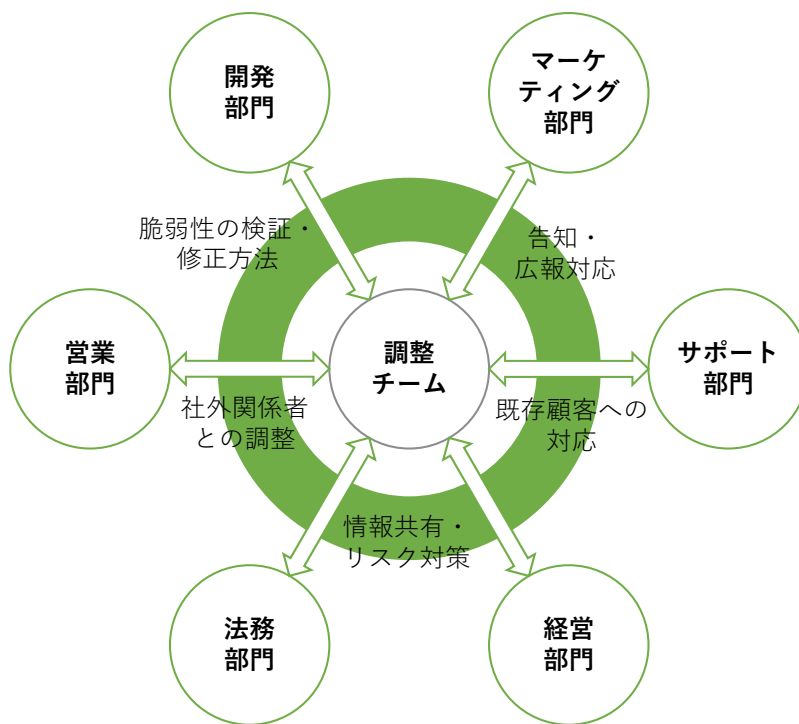 開発
部門
マーケ
ティング
部門
脆弱性の検証・
修正方法
告知・
広報対応
営業
部門
調整
チーム
サポート
部門
社外関係者
との調整
既存顧客への
対応
情報共有・
リスク対策
法務
部門
経営
部門